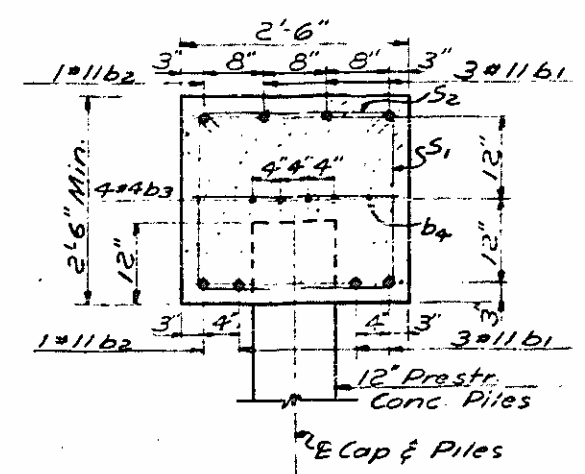 2'-6"
3" 8" 8" 8" 3"
1#11b2 3#11b1
S2
S1
4" 4" 4"
4#4b3
b4
2'6" Min.
12"
12"
12"
3"
3" 4" 4" 3"
1#11b2 3#11b1
12" Prestr.
Conc. Piles
℄ Cap & Piles